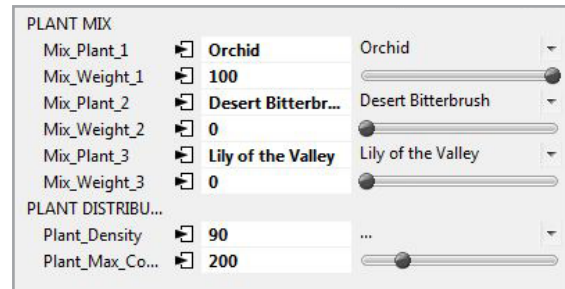 PLANT MIX
Mix_Plant_1 Orchid Orchid
Mix_Weight_1 100
Mix_Plant_2 Desert Bitterbr... Desert Bitterbrush
Mix_Weight_2 0
Mix_Plant_3 Lily of the Valley Lily of the Valley
Mix_Weight_3 0
PLANT DISTRIBU...
Plant_Density 90 ...
Plant_Max_Co... 200